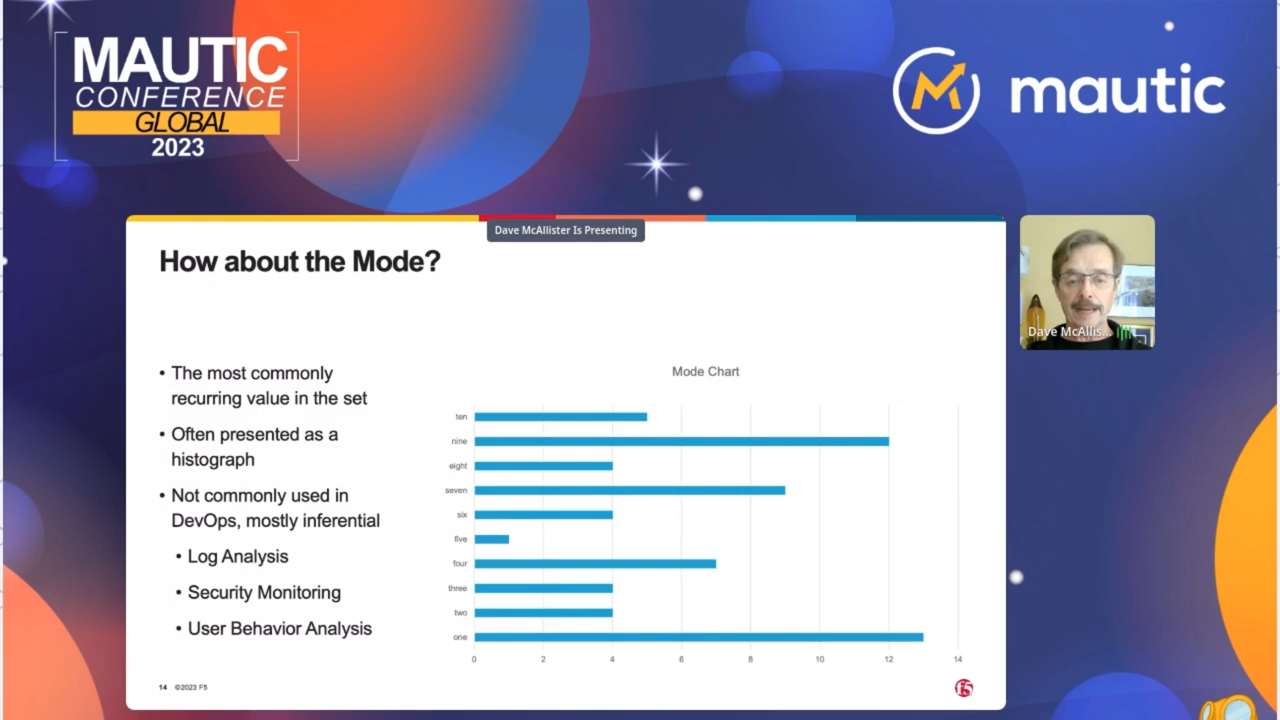 MAUTIC
CONFERENCE
GLOBAL
2023
mautic
Dave McAllister Is Presenting
How about the Mode?
• The most commonly
recurring value in the set
• Often presented as a
histograph
• Not commonly used in
DevOps, mostly inferential
• Log Analysis
• Security Monitoring
• User Behavior Analysis
Mode Chart
ten
nine
eight
seven
six
five
four
three
two
one
0 2 4 6 8 10 12 14
14 ©2023 F5
f5
Dave McAllis...